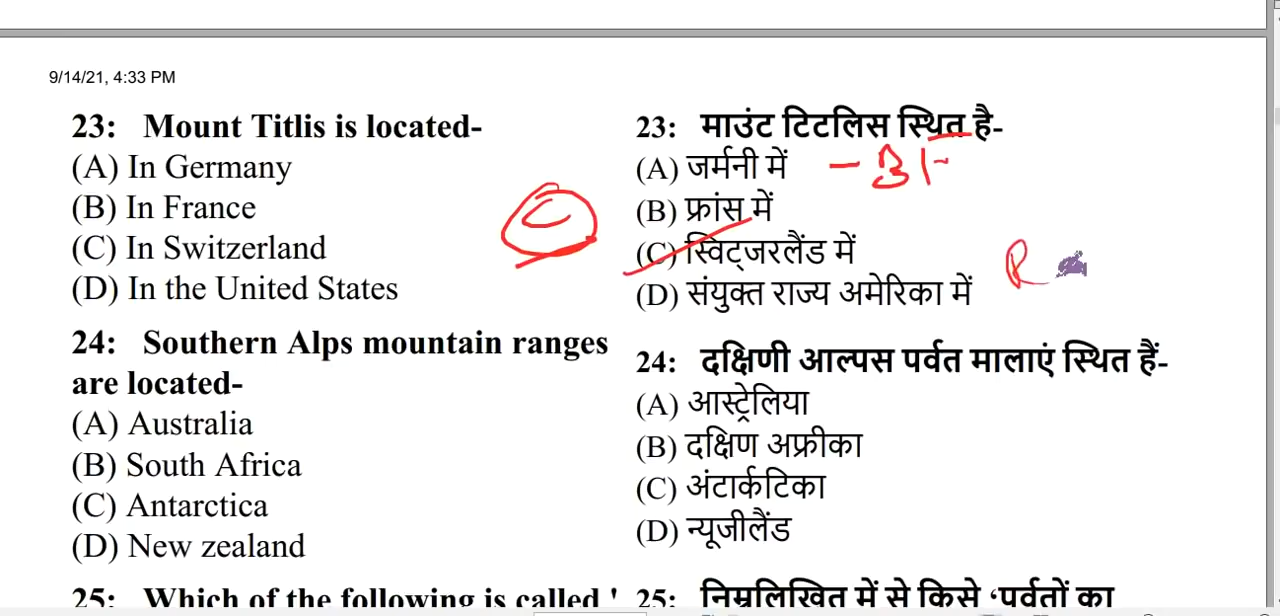 9/14/21, 4:33 PM
23: Mount Titlis is located-
(A) In Germany
(B) In France
(C) In Switzerland
(D) In the United States
24: Southern Alps mountain ranges
are located-
(A) Australia
(B) South Africa
(C) Antarctica
(D) New zealand
25: Which of the following is called '
23: माउंट टिटलिस स्थित है-
(A) जर्मनी में
(B) फ्रांस में
(C) स्विट्जरलैंड में
(D) संयुक्त राज्य अमेरिका में
24: दक्षिणी आल्पस पर्वत मालाएं स्थित हैं-
(A) आस्ट्रेलिया
(B) दक्षिण अफ्रीका
(C) अंटार्कटिका
(D) न्यूजीलैंड
25: निम्नलिखित में से किसे ‘पर्वतों का
C
R